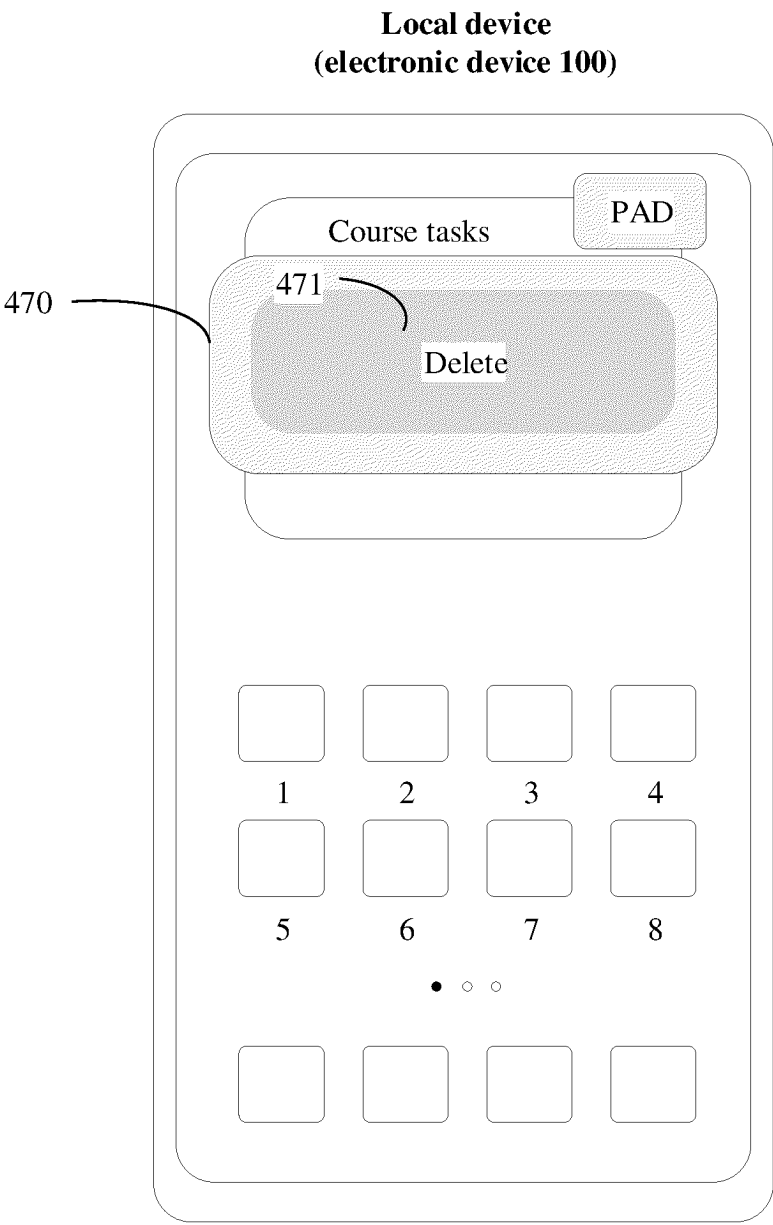 Local device
(electronic device 100)
PAD
Course tasks
471
470
Delete
1 2 3 4
5 6 7 8